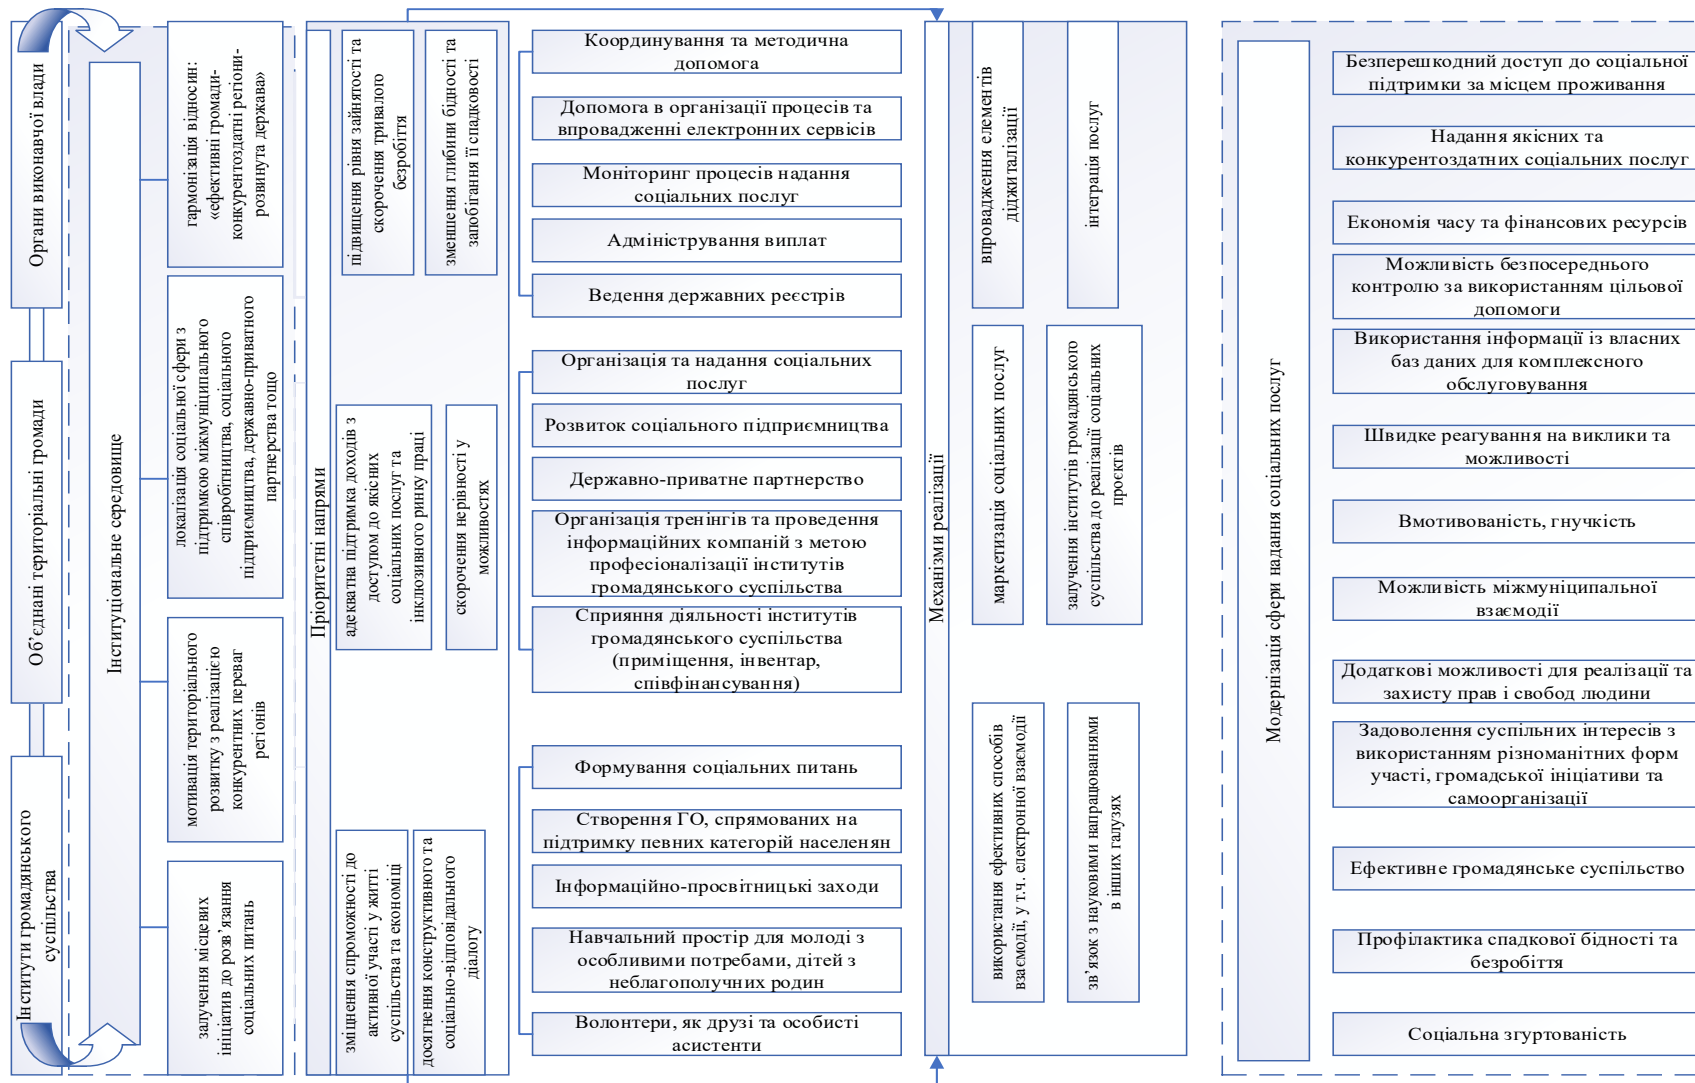 Органи виконавчої влади
Об’єднані територіальні громади
Інститути громадянського
суспільства
Інституціональне середовище
гармонізація відносин:
«ефективні громади-
конкурентоздатні регіони-
розвинута держава»
локалізація соціальної сфери з
підтримкою міжмуніципального
співробітництва, соціального
підприємництва, державно-приватного
партнерства тощо
мотивація територіального
розвитку з реалізацією
конкурентних переваг
регіонів
залучення місцевих
ініціатив до розв’язання
соціальних питань
Пріоритетні напрями
підвищення рівня зайнятості та
скорочення тривалого
безробіття
зменшення глибини бідності та
запобігання її спадковості
адекватна підтримка доходів з
доступом до якісних
соціальних послуг та
інклюзивного ринку праці
скорочення нерівності у
можливостях
зміцнення спроможності до
активної участі у житті
суспільства та економіці
досягнення конструктивного та
соціально-відповідального
діалогу
Координування та методична
допомога
Допомога в організації процесів та
впровадженні електронних сервісів
Моніторинг процесів надання
соціальних послуг
Адміністрування виплат
Ведення державних реєстрів
Організація та надання соціальних
послуг
Розвиток соціального підприємництва
Державно-приватне партнерство
Організація тренінгів та проведення
інформаційних компаній з метою
професіоналізації інститутів
громадянського суспільства
Сприяння діяльності інститутів
громадянського суспільства
(приміщення, інвентар,
співфінансування)
Формування соціальних питань
Створення ГО, спрямованих на
підтримку певних категорій населенян
Інформаційно-просвітницькі заходи
Навчальний простір для молоді з
особливими потребами, дітей з
неблагополучних родин
Волонтери, як друзі та особисті
асистенти
Механізми реалізації
впровадження елементів
діджиталізації
інтеграція послуг
маркетизація соціальних послуг
залучення інститутів громадянського
суспільства до реалізації соціальних
проєктів
використання ефективних способів
взаємодії, у т.ч. електронної взаємодії
зв’язок з науковими напрацюваннями
в інших галузях
Модернізація сфери надання соціальних послуг
Безперешкодний доступ до соціальної
підтримки за місцем проживання
Надання якісних та
конкурентоздатних соціальних послуг
Економія часу та фінансових ресурсів
Можливість безпосереднього
контролю за використанням цільової
допомоги
Використання інформації із власних
баз даних для комплексного
обслуговування
Швидке реагування на виклики та
можливості
Вмотивованість, гнучкість
Можливість міжмуніципальної
взаємодії
Додаткові можливості для реалізації та
захисту прав і свобод людини
Задоволення суспільних інтересів з
використанням різноманітних форм
участі, громадської ініціативи та
самоорганізації
Ефективне громадянське суспільство
Профілактика спадкової бідності та
безробіття
Соціальна згуртованість